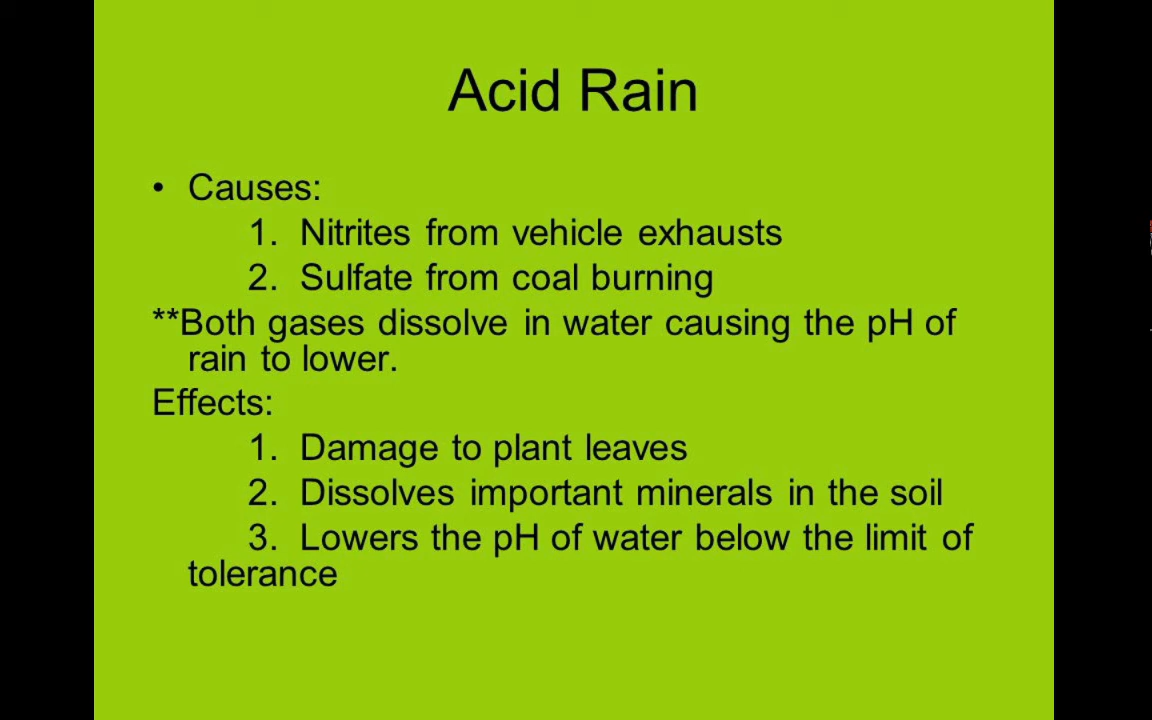 Acid Rain
• Causes:
1. Nitrites from vehicle exhausts
2. Sulfate from coal burning
**Both gases dissolve in water causing the pH of
rain to lower.
Effects:
1. Damage to plant leaves
2. Dissolves important minerals in the soil
3. Lowers the pH of water below the limit of
tolerance